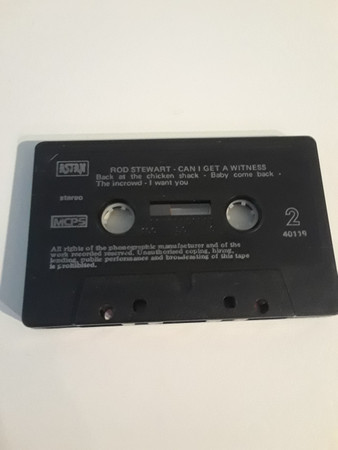 ASTAN
ROD STEWART - CAN I GET A WITNESS
Back at the chicken shack - Baby come back -
The incrowd - I want you
stereo
MCPS
2
40119
All rights of the phonographic manufacturer and of the
work recorded reserved. Unauthorised coping, hiring,
lending, public performance and broadcasting of this tape
is prohibited.